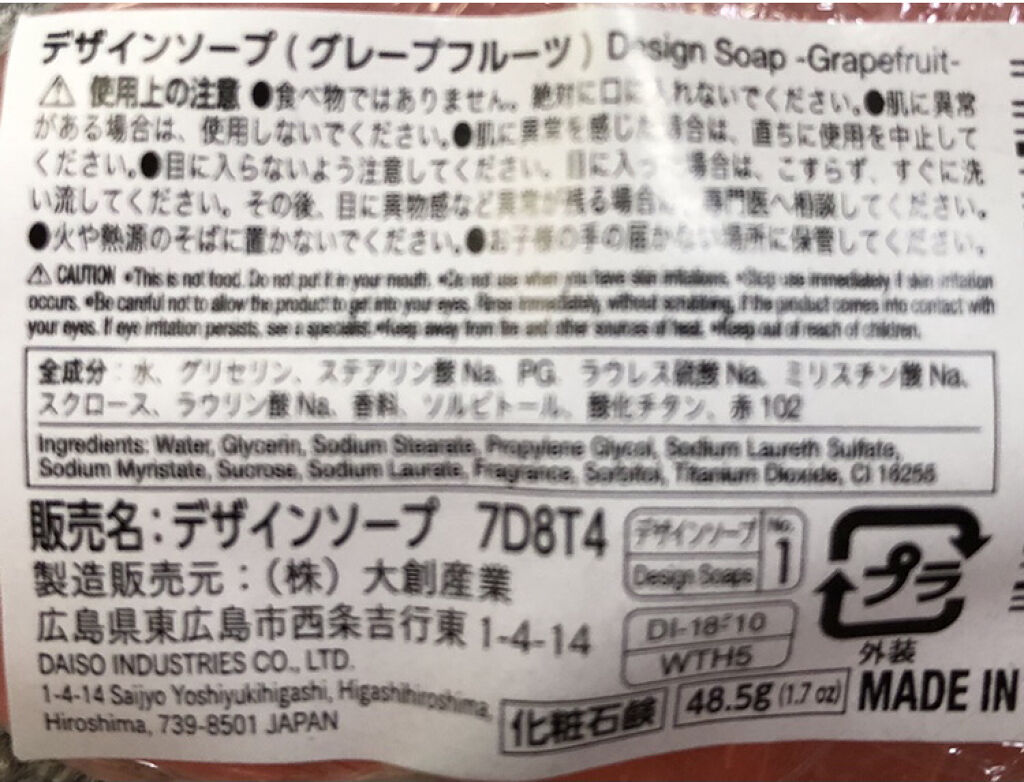 デザインソープ(グレープフルーツ) Design Soap -Grapefruit-
⚠ 使用上の注意 ●食べ物ではありません。絶対に口に入れないでください。●肌に異常
がある場合は、使用しないでください。●肌に異常を感じた場合は、直ちに使用を中止して
ください。●目に入らないよう注意してください。目に入った場合は、こすらず、すぐに洗
い流してください。その後、目に異物感など異常が残る場合は、専門医へ相談してください。
●火や熱源のそばに置かないでください。●お子様の手の届かない場所に保管してください。
⚠ CAUTION •This is not food. Do not put it in your mouth. •Do not use when you have skin irritations. •Stop use immediately if skin irritation
occurs. •Be careful not to allow the product to get into your eyes. Rinse immediately, without scrubbing, if the product comes into contact with
your eyes. If eye irritation persists, see a specialist. •Keep away from fire and other sources of heat. •Keep out of reach of children.
全成分:水、グリセリン、ステアリン酸Na、PG、ラウレス硫酸Na、ミリスチン酸Na、
スクロース、ラウリン酸Na、香料、ソルビトール、酸化チタン、赤102
Ingredients: Water, Glycerin, Sodium Stearate, Propylene Glycol, Sodium Laureth Sulfate,
Sodium Myristate, Sucrose, Sodium Laurate, Fragrance, Sorbitol, Titanium Dioxide, CI 16255
販売名:デザインソープ 7D8T4
製造販売元:(株)大創産業
広島県東広島市西条吉行東1-4-14
DAISO INDUSTRIES CO., LTD.
1-4-14 Saijyo Yoshiyukihigashi, Higashihiroshima,
Hiroshima, 739-8501 JAPAN
デザインソープ No.
Design Soaps 1
WTH5
プラ
外装
化粧石鹸 48.5g (1.7 oz) MADE IN